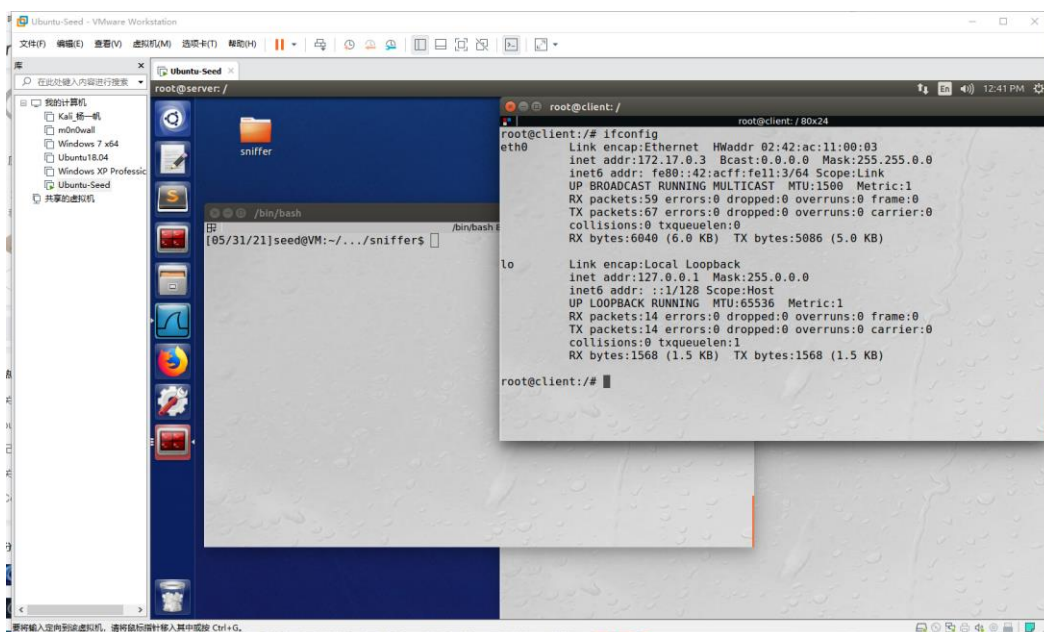 Ubuntu-Seed - VMware Workstation
文件(F) 编辑(E) 查看(V) 虚拟机(M) 选项卡(T) 帮助(H)
库
在此处键入内容进行搜索
我的计算机
Kali_杨一帆
m0n0wall
Windows 7 x64
Ubuntu18.04
Windows XP Professic
Ubuntu-Seed
共享的虚拟机
Ubuntu-Seed
root@server: /
En
12:41 PM
sniffer
/bin/bash
/bin/bash 8
[05/31/21]seed@VM:~/.../sniffer$
root@client: /
root@client: / 80x24
root@client:/# ifconfig
eth0      Link encap:Ethernet  HWaddr 02:42:ac:11:00:03
inet addr:172.17.0.3  Bcast:0.0.0.0  Mask:255.255.0.0
inet6 addr: fe80::42:acff:fe11:3/64 Scope:Link
UP BROADCAST RUNNING MULTICAST  MTU:1500  Metric:1
RX packets:59 errors:0 dropped:0 overruns:0 frame:0
TX packets:67 errors:0 dropped:0 overruns:0 carrier:0
collisions:0 txqueuelen:0
RX bytes:6040 (6.0 KB)  TX bytes:5086 (5.0 KB)
lo        Link encap:Local Loopback
inet addr:127.0.0.1  Mask:255.0.0.0
inet6 addr: ::1/128 Scope:Host
UP LOOPBACK RUNNING  MTU:65536  Metric:1
RX packets:14 errors:0 dropped:0 overruns:0 frame:0
TX packets:14 errors:0 dropped:0 overruns:0 carrier:0
collisions:0 txqueuelen:1
RX bytes:1568 (1.5 KB)  TX bytes:1568 (1.5 KB)
root@client:/#
要将输入定向到该虚拟机，请将鼠标指针移入其中或按 Ctrl+G。